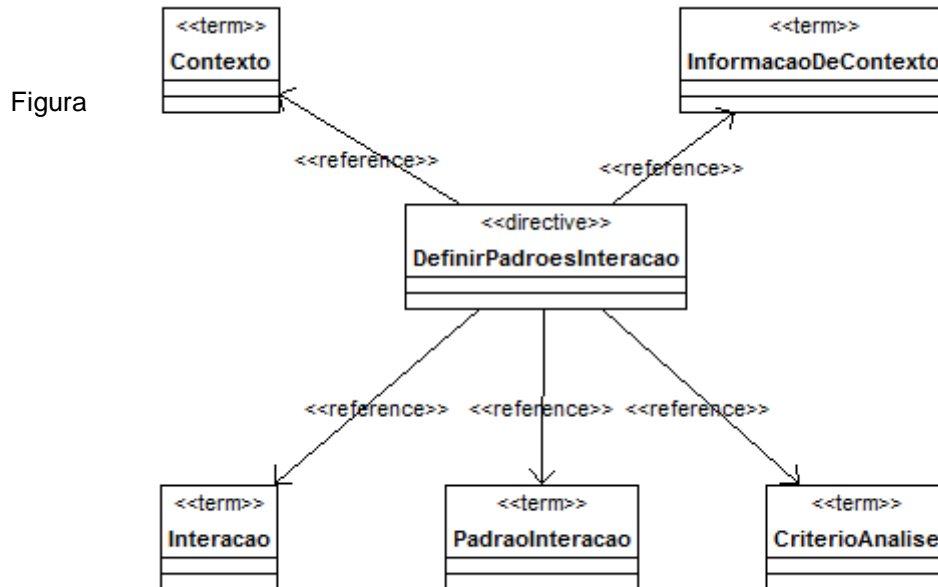 <<term>>
Contexto
<<term>>
InformacaoDeContexto
Figura
<<reference>>
<<reference>>
<<directive>>
DefinirPadroesInteracao
<<reference>>
<<reference>>
<<reference>>
<<term>>
Interacao
<<term>>
PadraoInteracao
<<term>>
CriterioAnalise